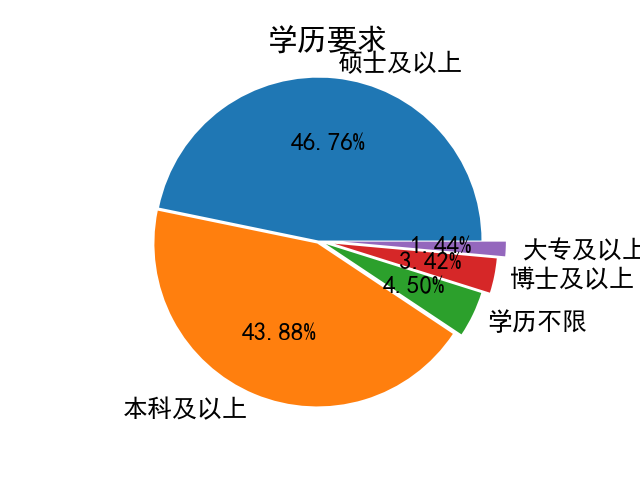 学历要求
硕士及以上
46.76%
1.44%
大专及以上
3.42%
博士及以上
4.50%
学历不限
43.88%
本科及以上